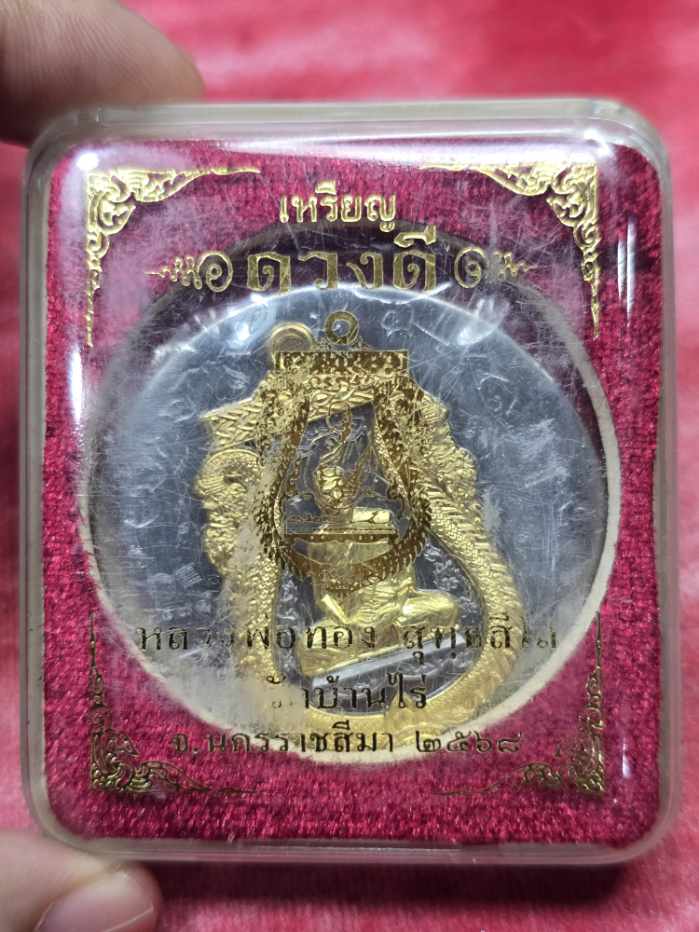 เหรียญ
ดวงดี
หลวงพ่อทอง สุทฺธสีโล
วัดบ้านไร่
จ.นครราชสีมา ๒๕๖๘